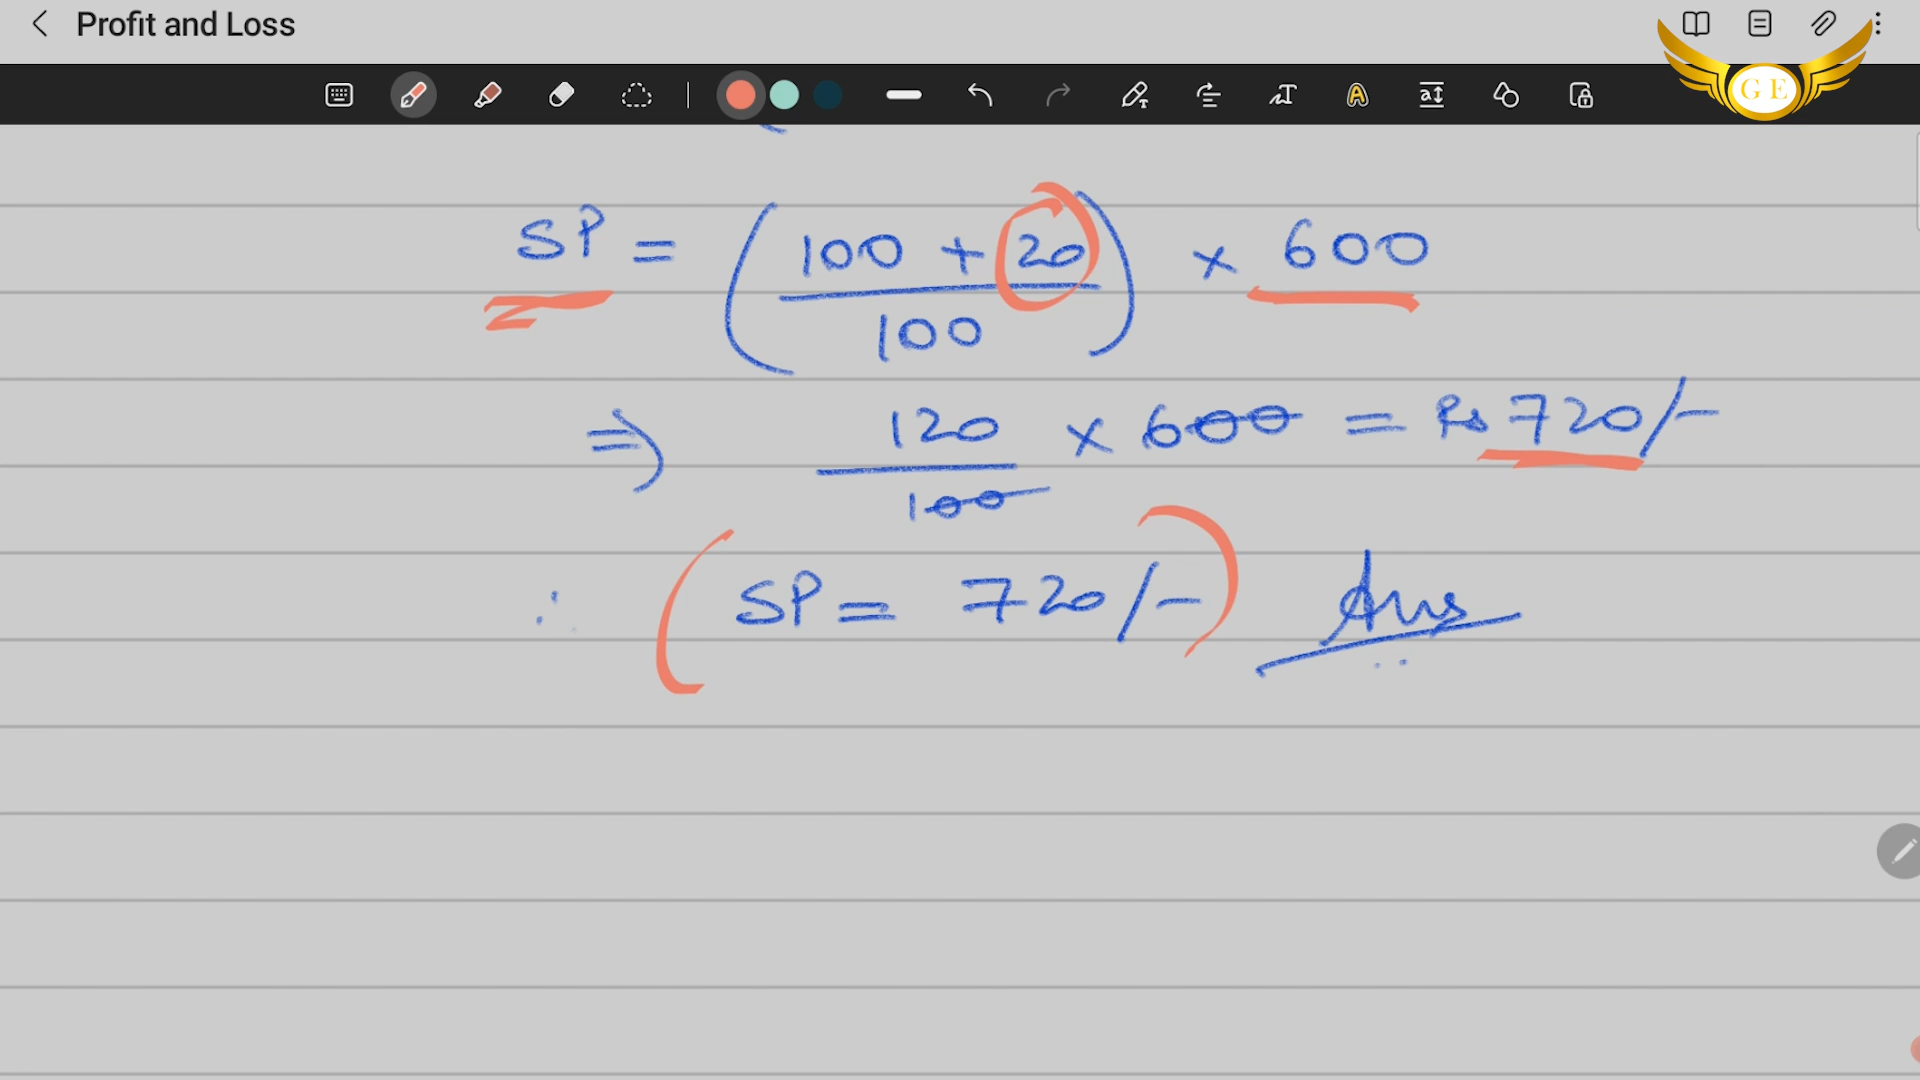 Profit and Loss
G E
SP = (100 + 20 / 100) × 600
⇒ 120 / 100 × 600 = Rs 720/-
∴ (SP = 720/-) Ans